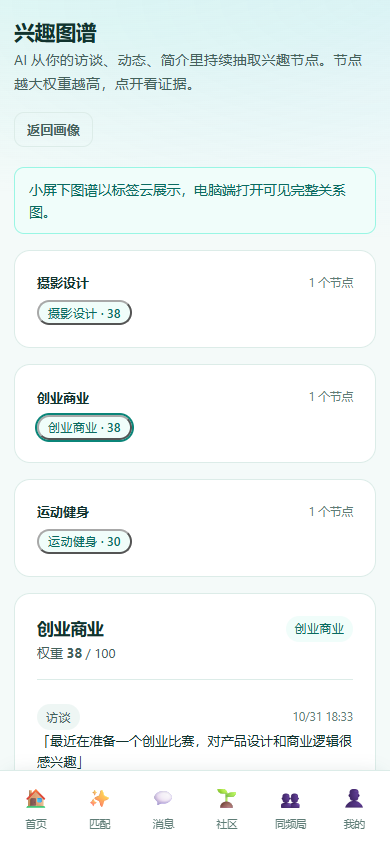 兴趣图谱
AI 从你的访谈、动态、简介里持续抽取兴趣节点。节点
越大权重越高，点开看证据。
返回画像
小屏下图谱以标签云展示，电脑端打开可见完整关系
图。
摄影设计
1 个节点
摄影设计 · 38
创业商业
1 个节点
创业商业 · 38
运动健身
1 个节点
运动健身 · 30
创业商业
创业商业
权重 38 / 100
访谈
10/31 18:33
「最近在准备一个创业比赛，对产品设计和商业逻辑很
感兴趣」
首页
匹配
消息
社区
同频局
我的